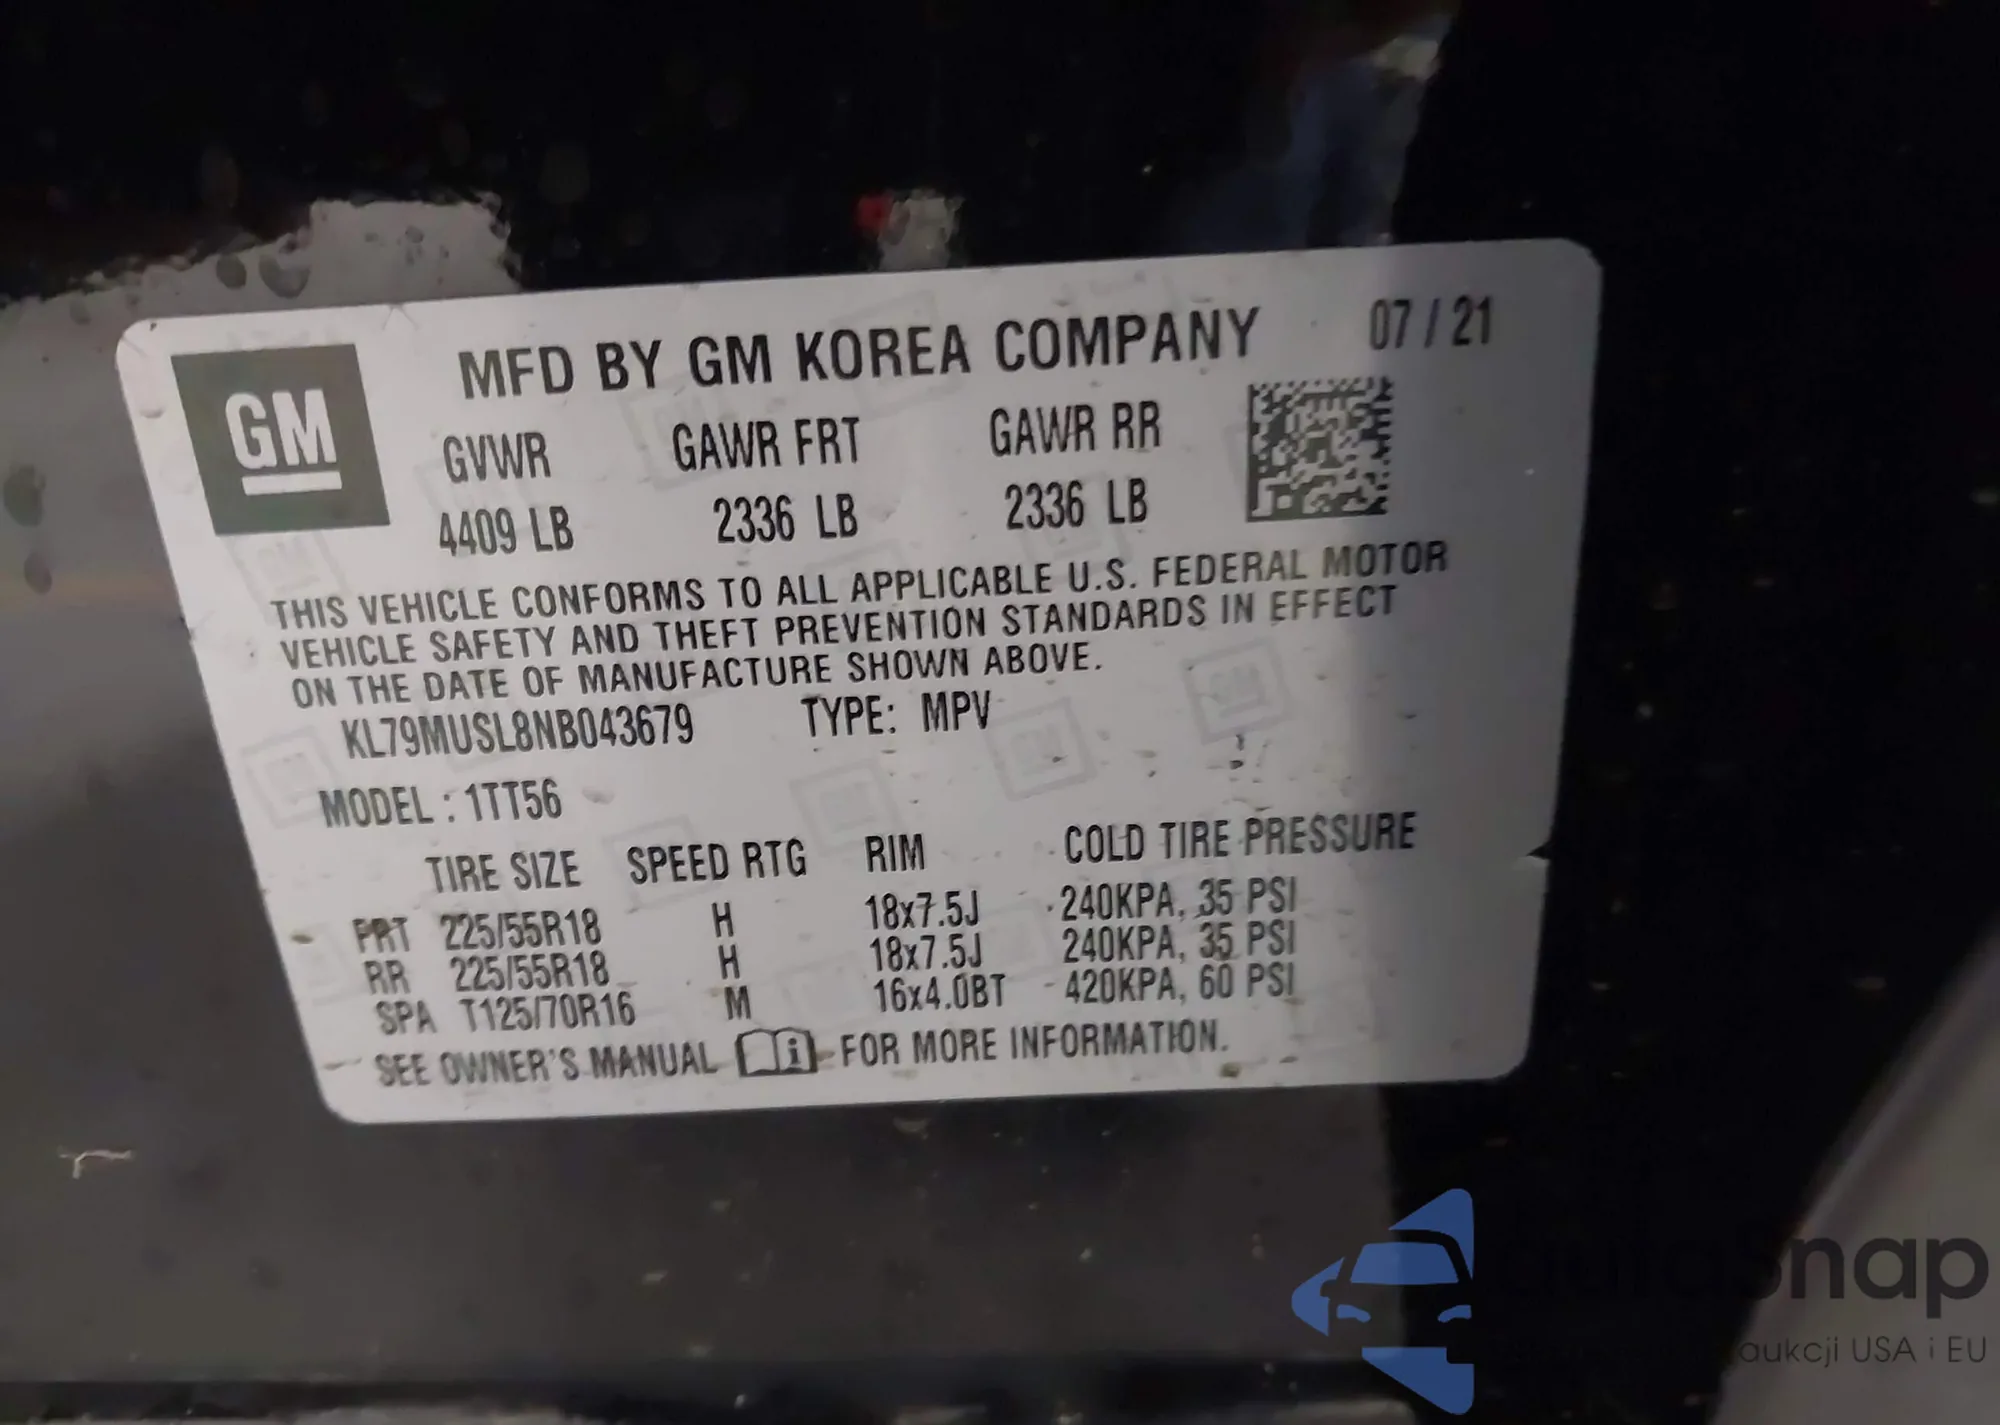 MFD BY GM KOREA COMPANY 07 / 21
GM
GVWR GAWR FRT GAWR RR
4409 LB 2336 LB 2336 LB
THIS VEHICLE CONFORMS TO ALL APPLICABLE U.S. FEDERAL MOTOR
VEHICLE SAFETY AND THEFT PREVENTION STANDARDS IN EFFECT
ON THE DATE OF MANUFACTURE SHOWN ABOVE.
KL79MUSL8NB043679 TYPE: MPV
MODEL : 1TT56
TIRE SIZE SPEED RTG RIM COLD TIRE PRESSURE
FRT 225/55R18 H 18x7.5J 240KPA, 35 PSI
RR 225/55R18 H 18x7.5J 240KPA, 35 PSI
SPA T125/70R16 M 16x4.0BT 420KPA, 60 PSI
SEE OWNER'S MANUAL i FOR MORE INFORMATION.
autosnap
aukcji USA i EU